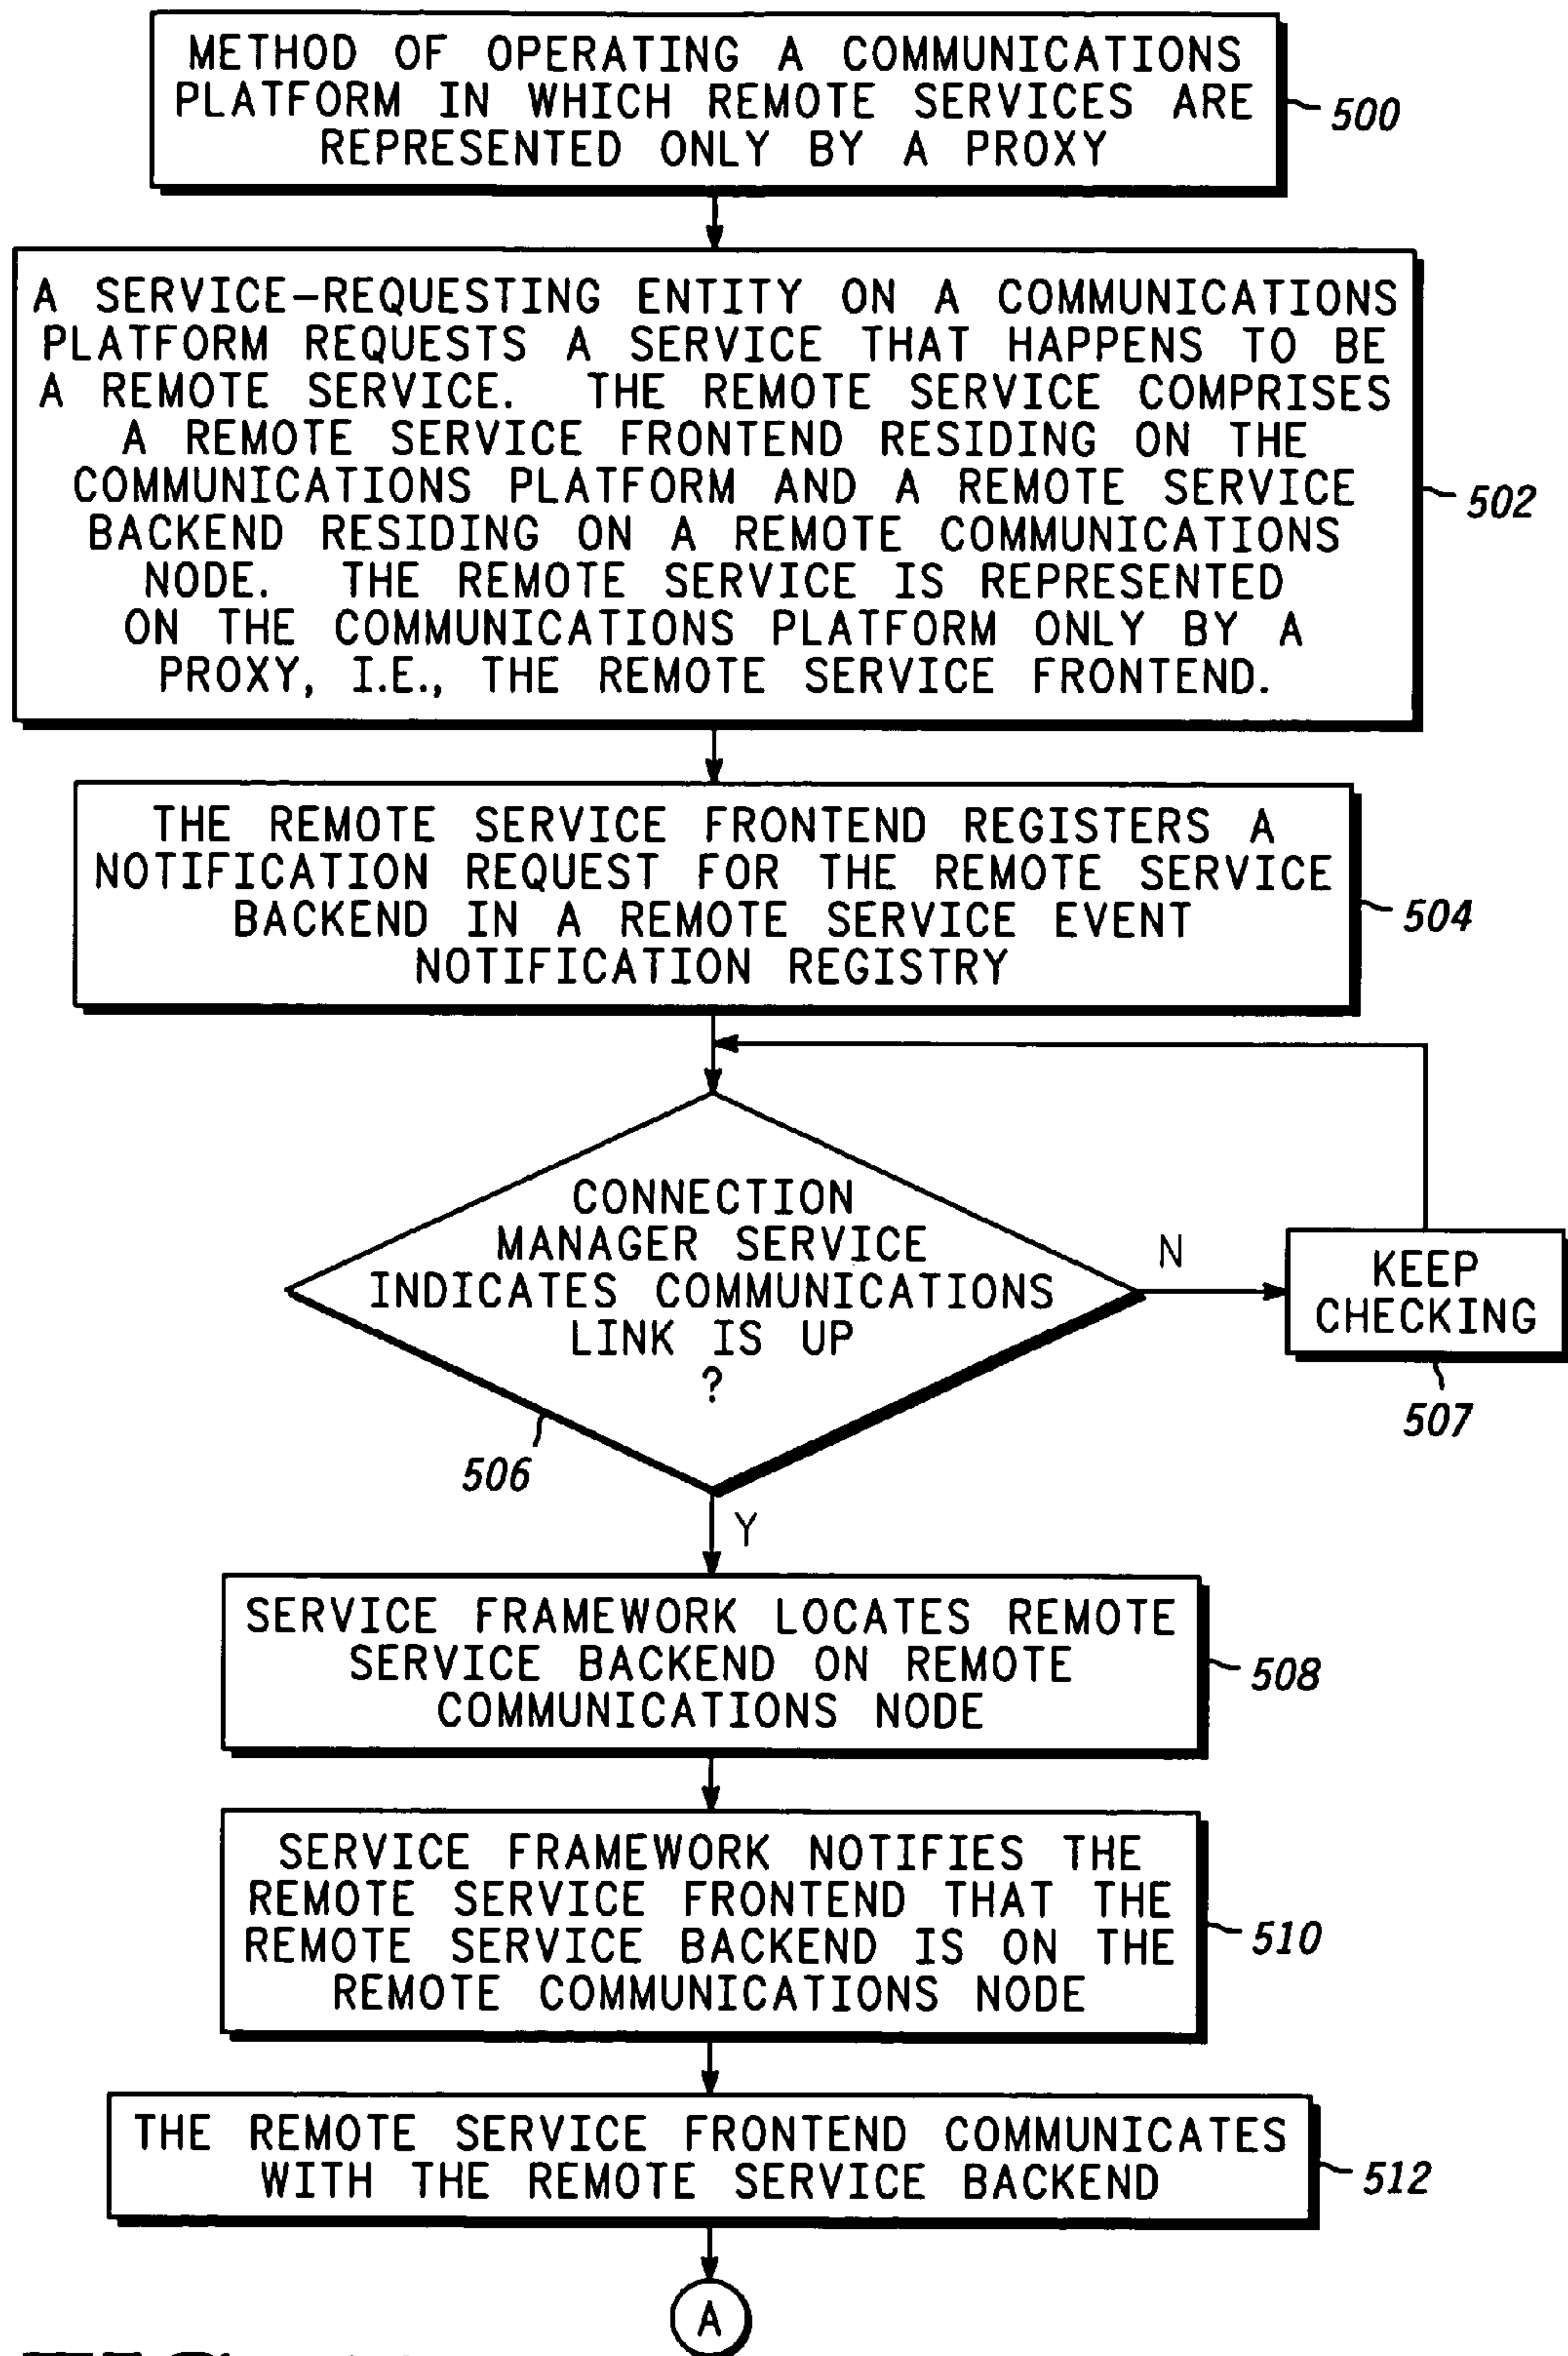 METHOD OF OPERATING A COMMUNICATIONS
PLATFORM IN WHICH REMOTE SERVICES ARE
REPRESENTED ONLY BY A PROXY
500
A SERVICE-REQUESTING ENTITY ON A COMMUNICATIONS
PLATFORM REQUESTS A SERVICE THAT HAPPENS TO BE
A REMOTE SERVICE. THE REMOTE SERVICE COMPRISES
A REMOTE SERVICE FRONTEND RESIDING ON THE
COMMUNICATIONS PLATFORM AND A REMOTE SERVICE
BACKEND RESIDING ON A REMOTE COMMUNICATIONS
NODE. THE REMOTE SERVICE IS REPRESENTED
ON THE COMMUNICATIONS PLATFORM ONLY BY A
PROXY, I.E., THE REMOTE SERVICE FRONTEND.
502
THE REMOTE SERVICE FRONTEND REGISTERS A
NOTIFICATION REQUEST FOR THE REMOTE SERVICE
BACKEND IN A REMOTE SERVICE EVENT
NOTIFICATION REGISTRY
504
CONNECTION
MANAGER SERVICE
INDICATES COMMUNICATIONS
LINK IS UP
?
506
N
KEEP
CHECKING
507
Y
SERVICE FRAMEWORK LOCATES REMOTE
SERVICE BACKEND ON REMOTE
COMMUNICATIONS NODE
508
SERVICE FRAMEWORK NOTIFIES THE
REMOTE SERVICE FRONTEND THAT THE
REMOTE SERVICE BACKEND IS ON THE
REMOTE COMMUNICATIONS NODE
510
THE REMOTE SERVICE FRONTEND COMMUNICATES
WITH THE REMOTE SERVICE BACKEND
512
A